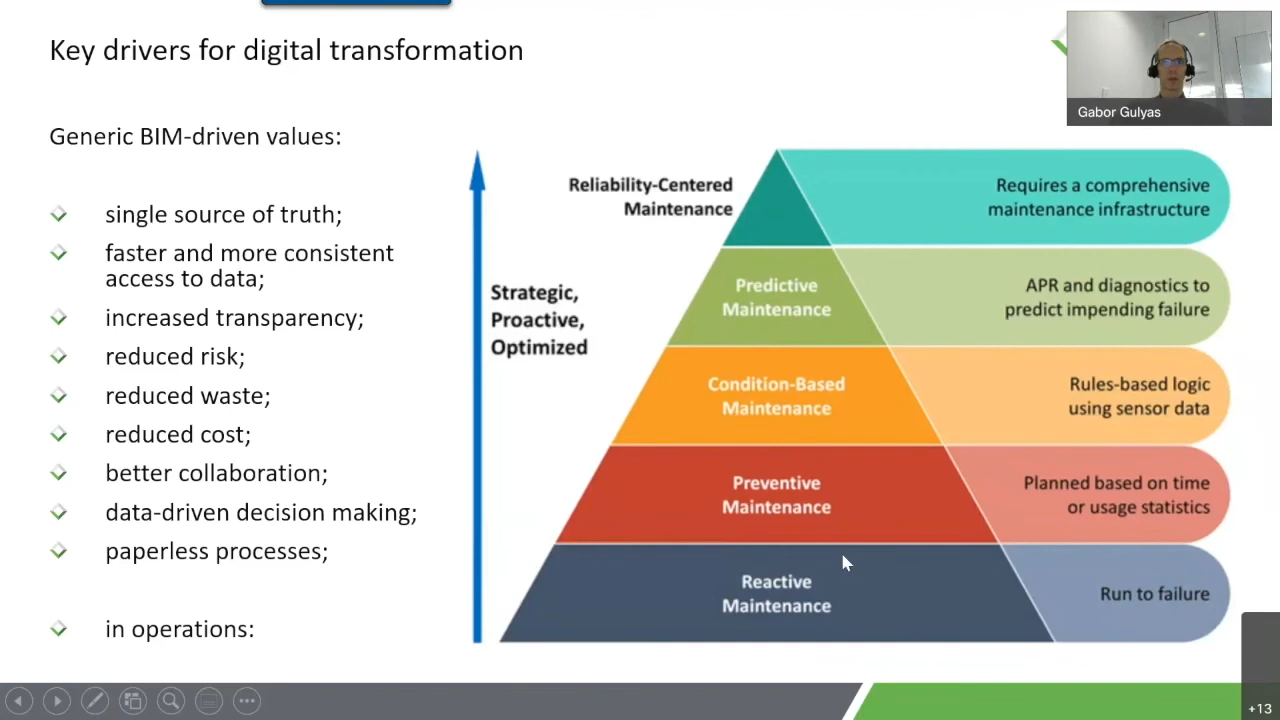 Key drivers for digital transformation
Gabor Gulyas
Generic BIM-driven values:
single source of truth;
faster and more consistent
access to data;
increased transparency;
reduced risk;
reduced waste;
reduced cost;
better collaboration;
data-driven decision making;
paperless processes;
in operations:
Strategic,
Proactive,
Optimized
Reliability-Centered
Maintenance
Requires a comprehensive
maintenance infrastructure
Predictive
Maintenance
APR and diagnostics to
predict impending failure
Condition-Based
Maintenance
Rules-based logic
using sensor data
Preventive
Maintenance
Planned based on time
or usage statistics
Reactive
Maintenance
Run to failure
+13